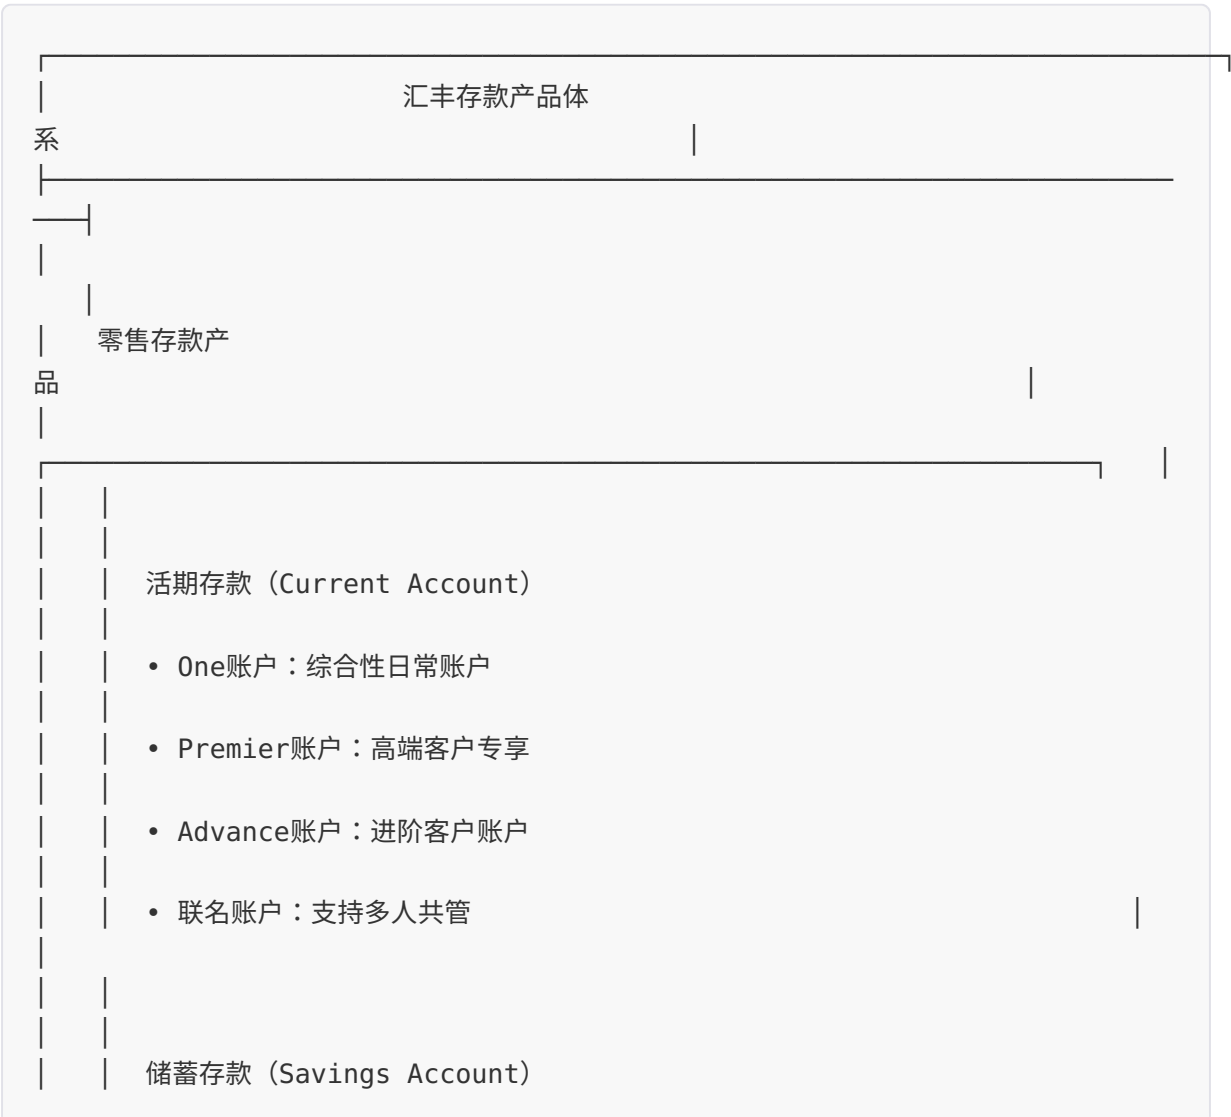 汇丰存款产品体
系
零售存款产
品
活期存款（Current Account）
• One账户：综合性日常账户
• Premier账户：高端客户专享
• Advance账户：进阶客户账户
• 联名账户：支持多人共管
储蓄存款（Savings Account）